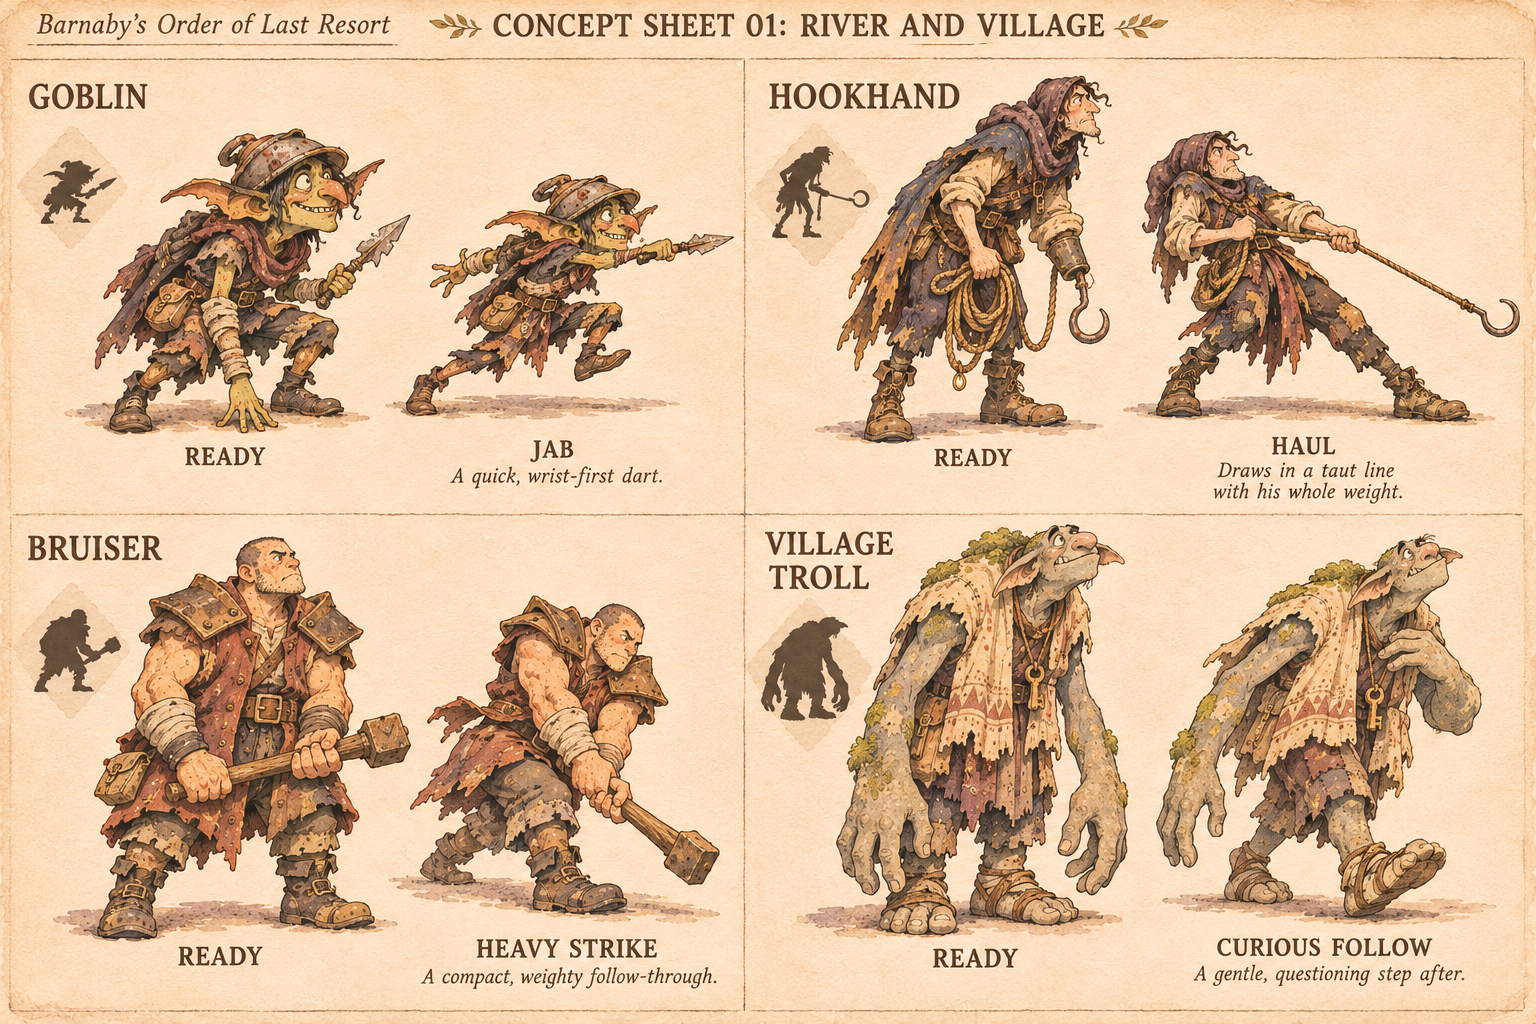 Barnaby's Order of Last Resort
CONCEPT SHEET 01: RIVER AND VILLAGE
GOBLIN
READY
JAB
A quick, wrist-first dart.
HOOKHAND
READY
HAUL
Draws in a taut line
with his whole weight.
BRUISER
READY
HEAVY STRIKE
A compact, weighty follow-through.
VILLAGE
TROLL
READY
CURIOUS FOLLOW
A gentle, questioning step after.